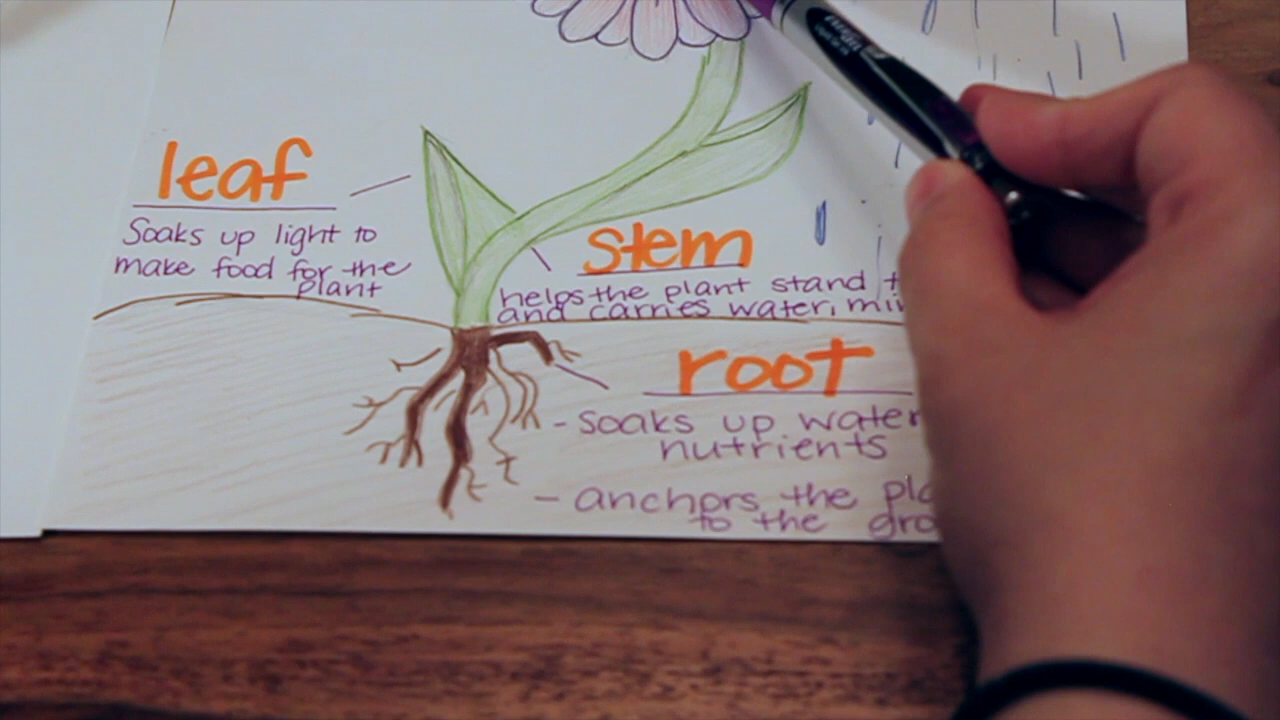 leaf
Soaks up light to
make food for the
plant
stem
helps the plant stand
and carries water,
root
- soaks up water
nutrients
- anchors the
to the